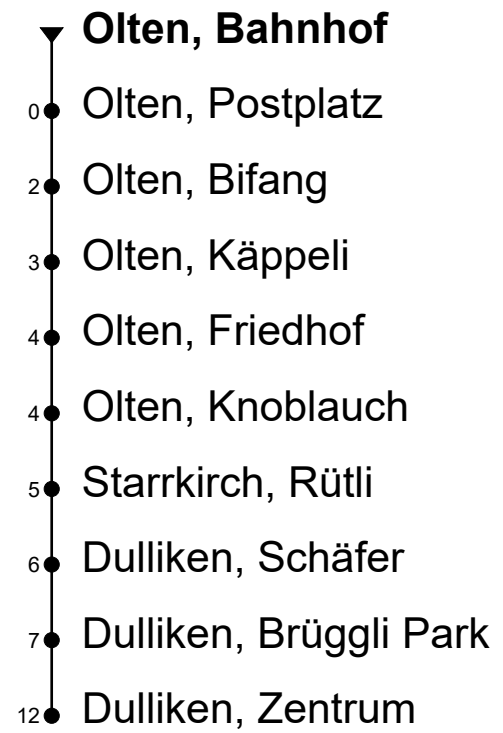 Olten, Bahnhof
0 Olten, Postplatz
2 Olten, Bifang
3 Olten, Käppeli
4 Olten, Friedhof
4 Olten, Knoblauch
5 Starrkirch, Rütli
6 Dulliken, Schäfer
7 Dulliken, Brüggli Park
12 Dulliken, Zentrum